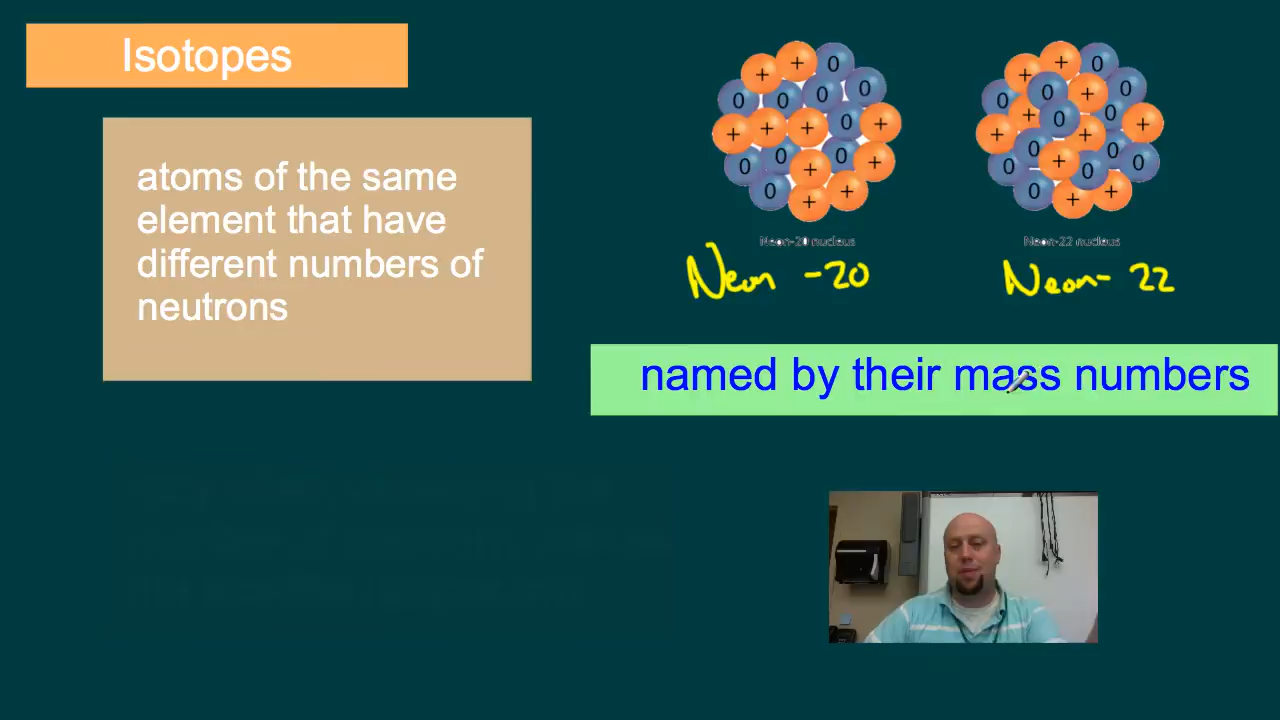 Isotopes
atoms of the same
element that have
different numbers of
neutrons
Neon-20 nucleus
Neon-22 nucleus
Neon -20
Neon- 22
named by their mass numbers